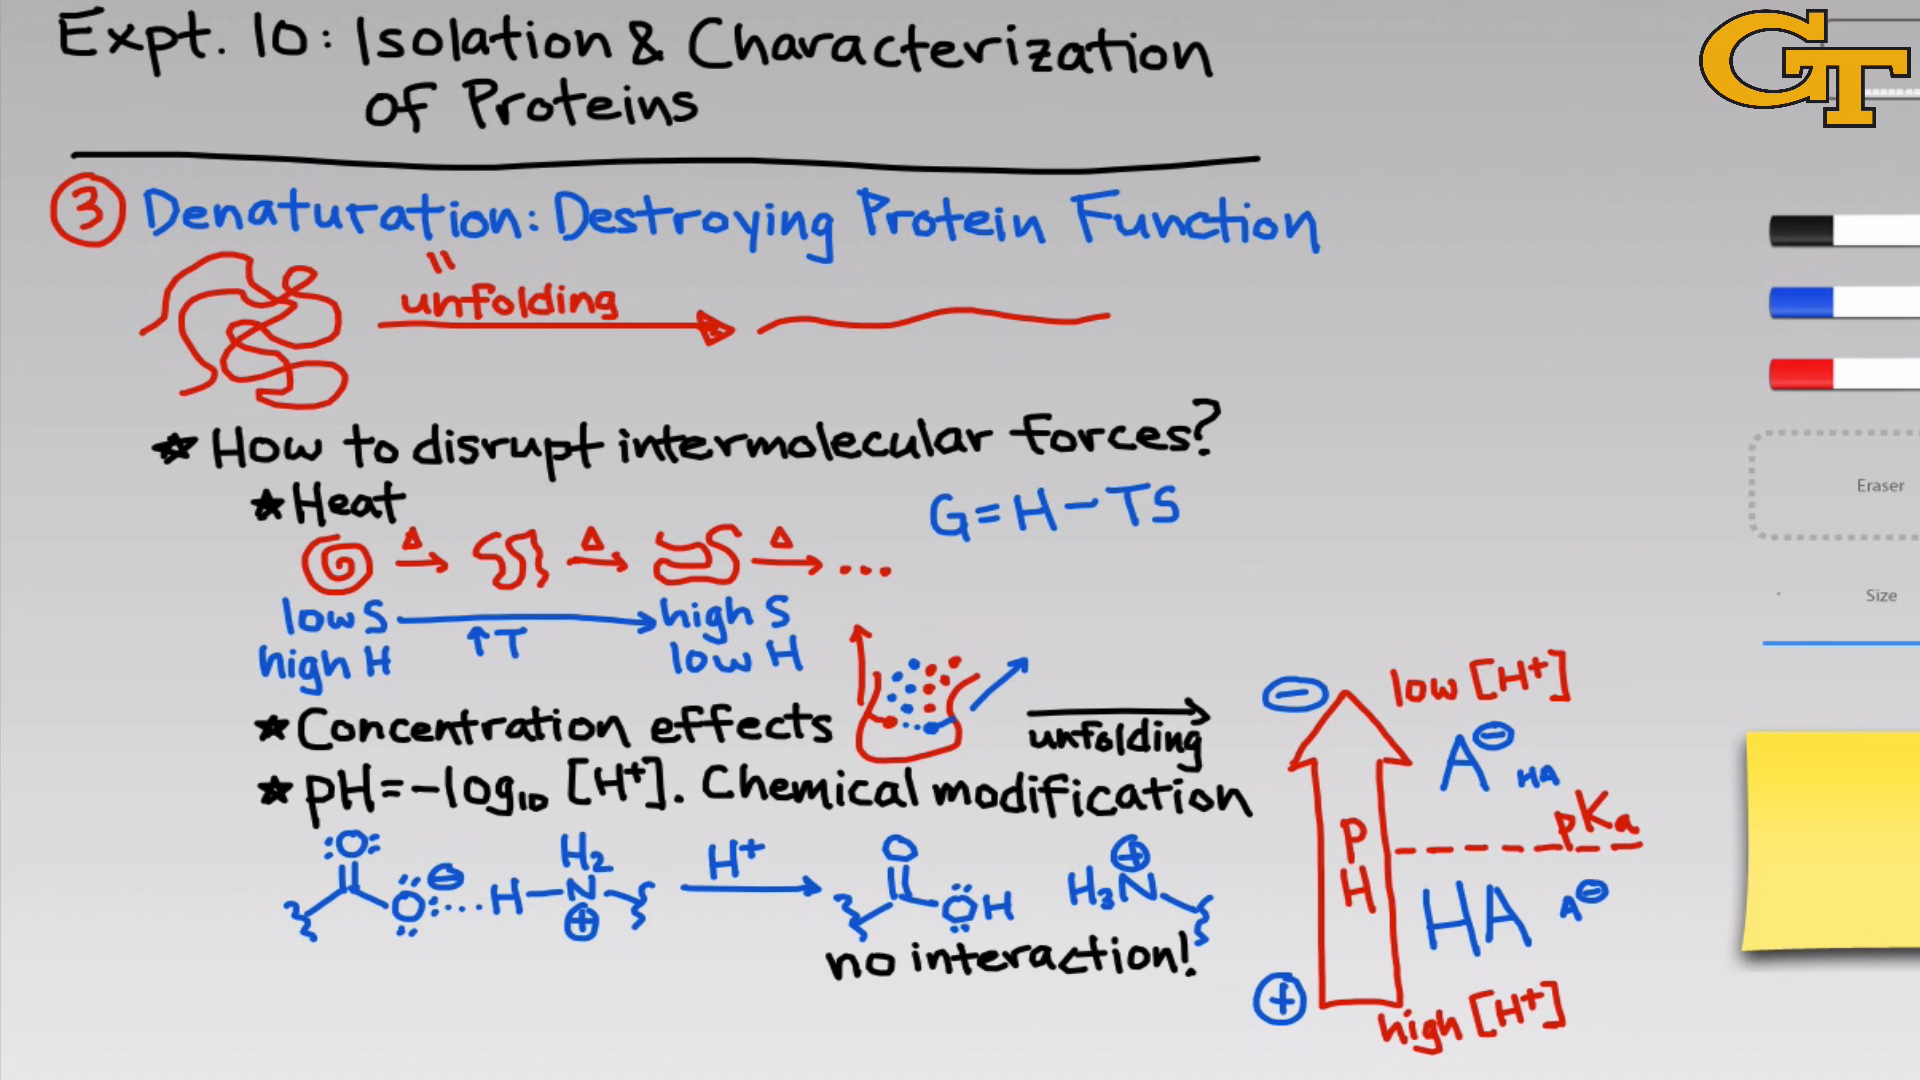 Expt. 10: Isolation & Characterization
of Proteins
GT
③ Denaturation: Destroying Protein Function
"
unfolding
* How to disrupt intermolecular forces?
* Heat
G=H-TS
Δ Δ Δ ...
low S high S
↑T
high H low H
* Concentration effects
unfolding
* pH=-log₁₀ [H⁺]. Chemical modification
:O: H₂ H⁺ O ⊕
⊖ O H-N OH H₃N
⊕
no interaction!
⊖ low [H⁺]
A⊖ HA
pKa
pH
HA A⊖
⊕ high [H⁺]
Eraser
Size